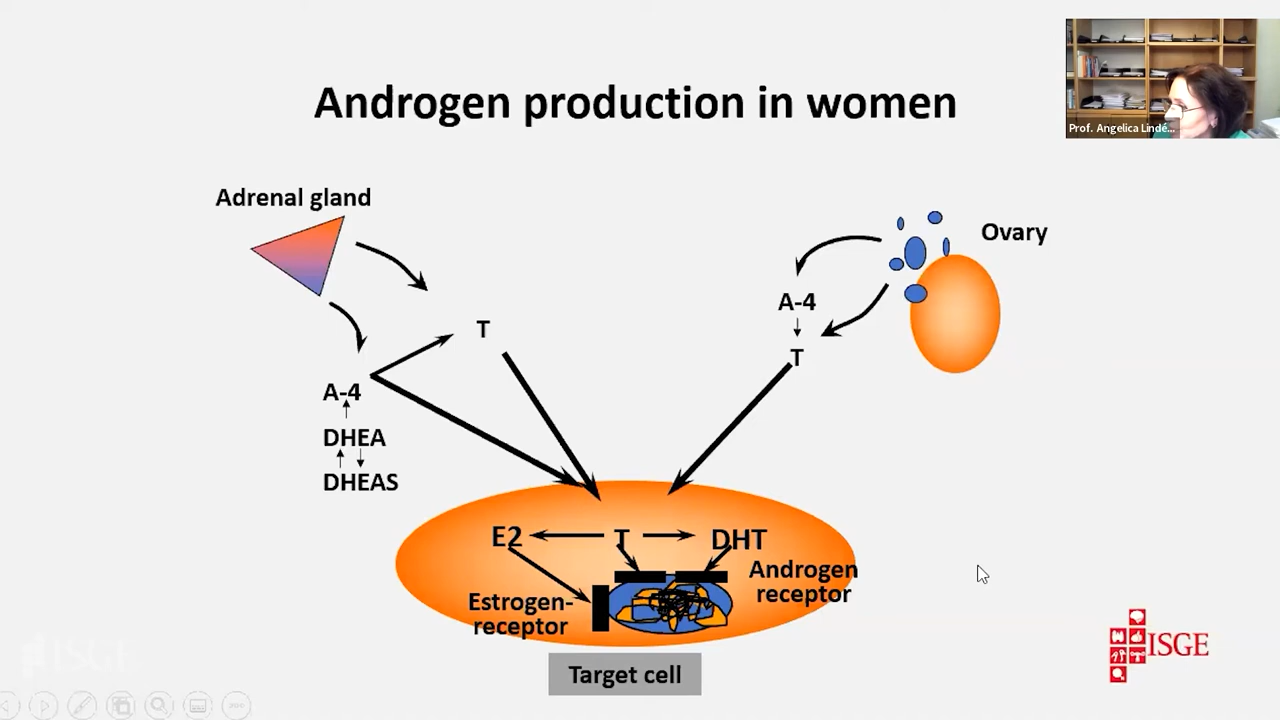 Androgen production in women
Prof. Angelica Lindé...
Adrenal gland
Ovary
A-4
T
T
A-4
DHEA
DHEAS
E2
T
DHT
Androgen
receptor
Estrogen-
receptor
Target cell
ISGE
ISGE